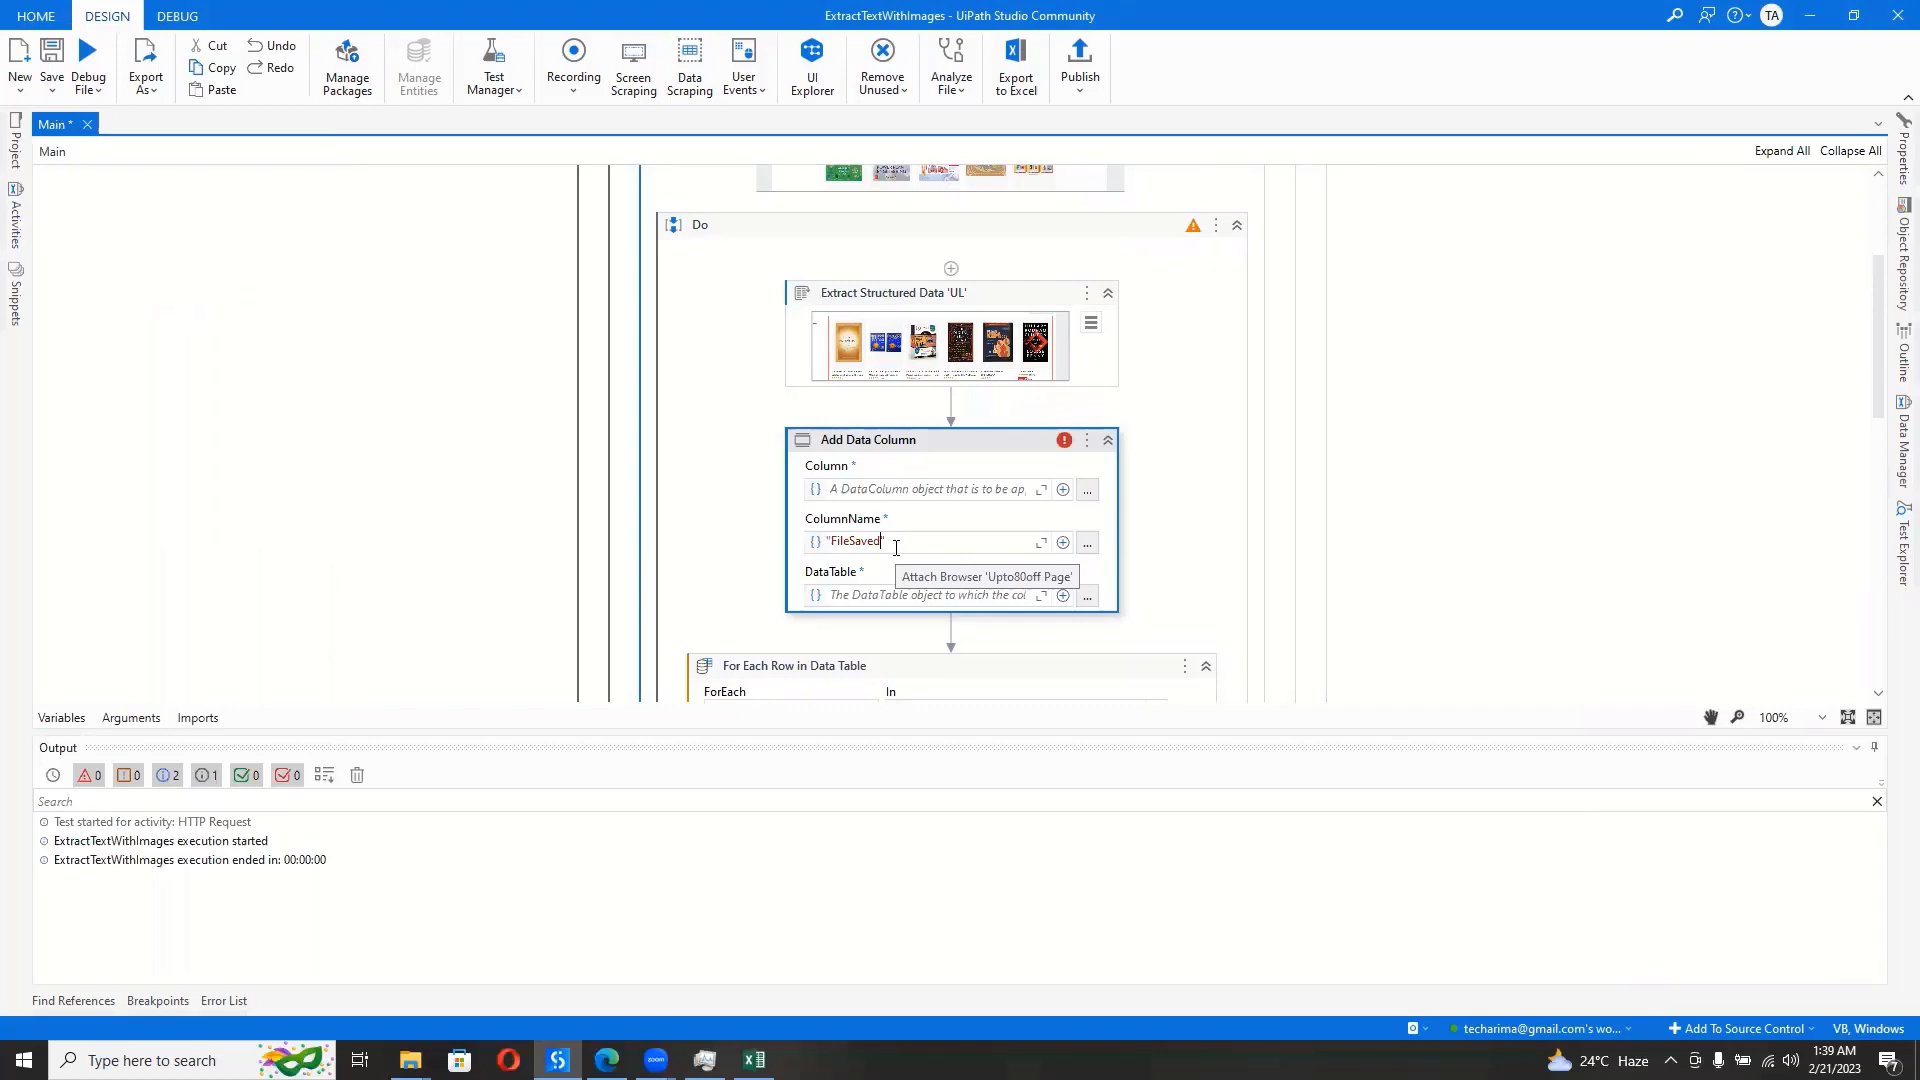 HOME DESIGN DEBUG ExtractTextWithImages - UiPath Studio Community TA
New Save Debug File Export As Cut Copy Paste Undo Redo Manage Packages Manage Entities Test Manager Recording Screen Scraping Data Scraping User Events UI Explorer Remove Unused Analyze File Export to Excel Publish
Main *
Main Expand All Collapse All
Project
Activities
Snippets
Do
Extract Structured Data 'UL'
Add Data Column
Column *
A DataColumn object that is to be ap
ColumnName *
"FileSaved"
DataTable *
Attach Browser 'Upto80off Page'
The DataTable object to which the col
For Each Row in Data Table
ForEach In
Properties
Object Repository
Outline
Data Manager
Test Explorer
Variables Arguments Imports 100%
Output
0 0 2 1 0 0
Search
Test started for activity: HTTP Request
ExtractTextWithImages execution started
ExtractTextWithImages execution ended in: 00:00:00
Find References Breakpoints Error List
techarima@gmail.com's wo... Add To Source Control VB, Windows
Type here to search 24°C Haze 1:39 AM
2/21/2023 7